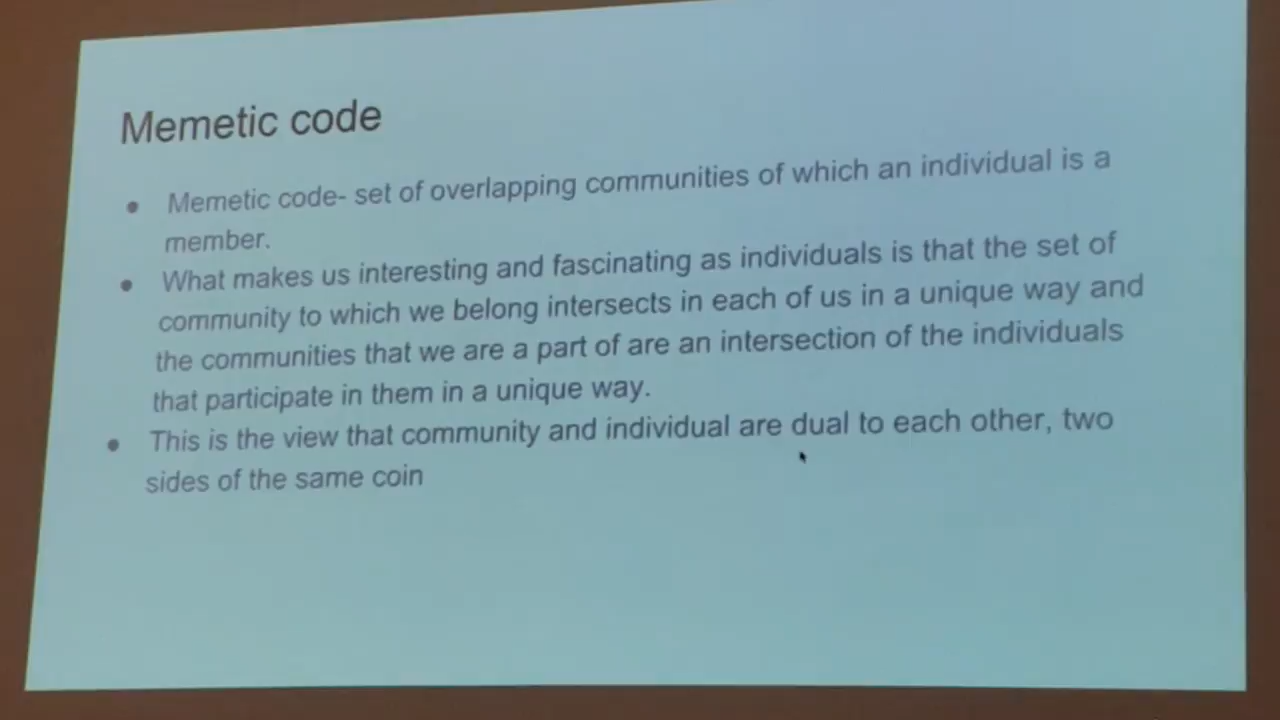 Memetic code
● Memetic code- set of overlapping communities of which an individual is a
member.
● What makes us interesting and fascinating as individuals is that the set of
community to which we belong intersects in each of us in a unique way and
the communities that we are a part of are an intersection of the individuals
that participate in them in a unique way.
● This is the view that community and individual are dual to each other, two
sides of the same coin